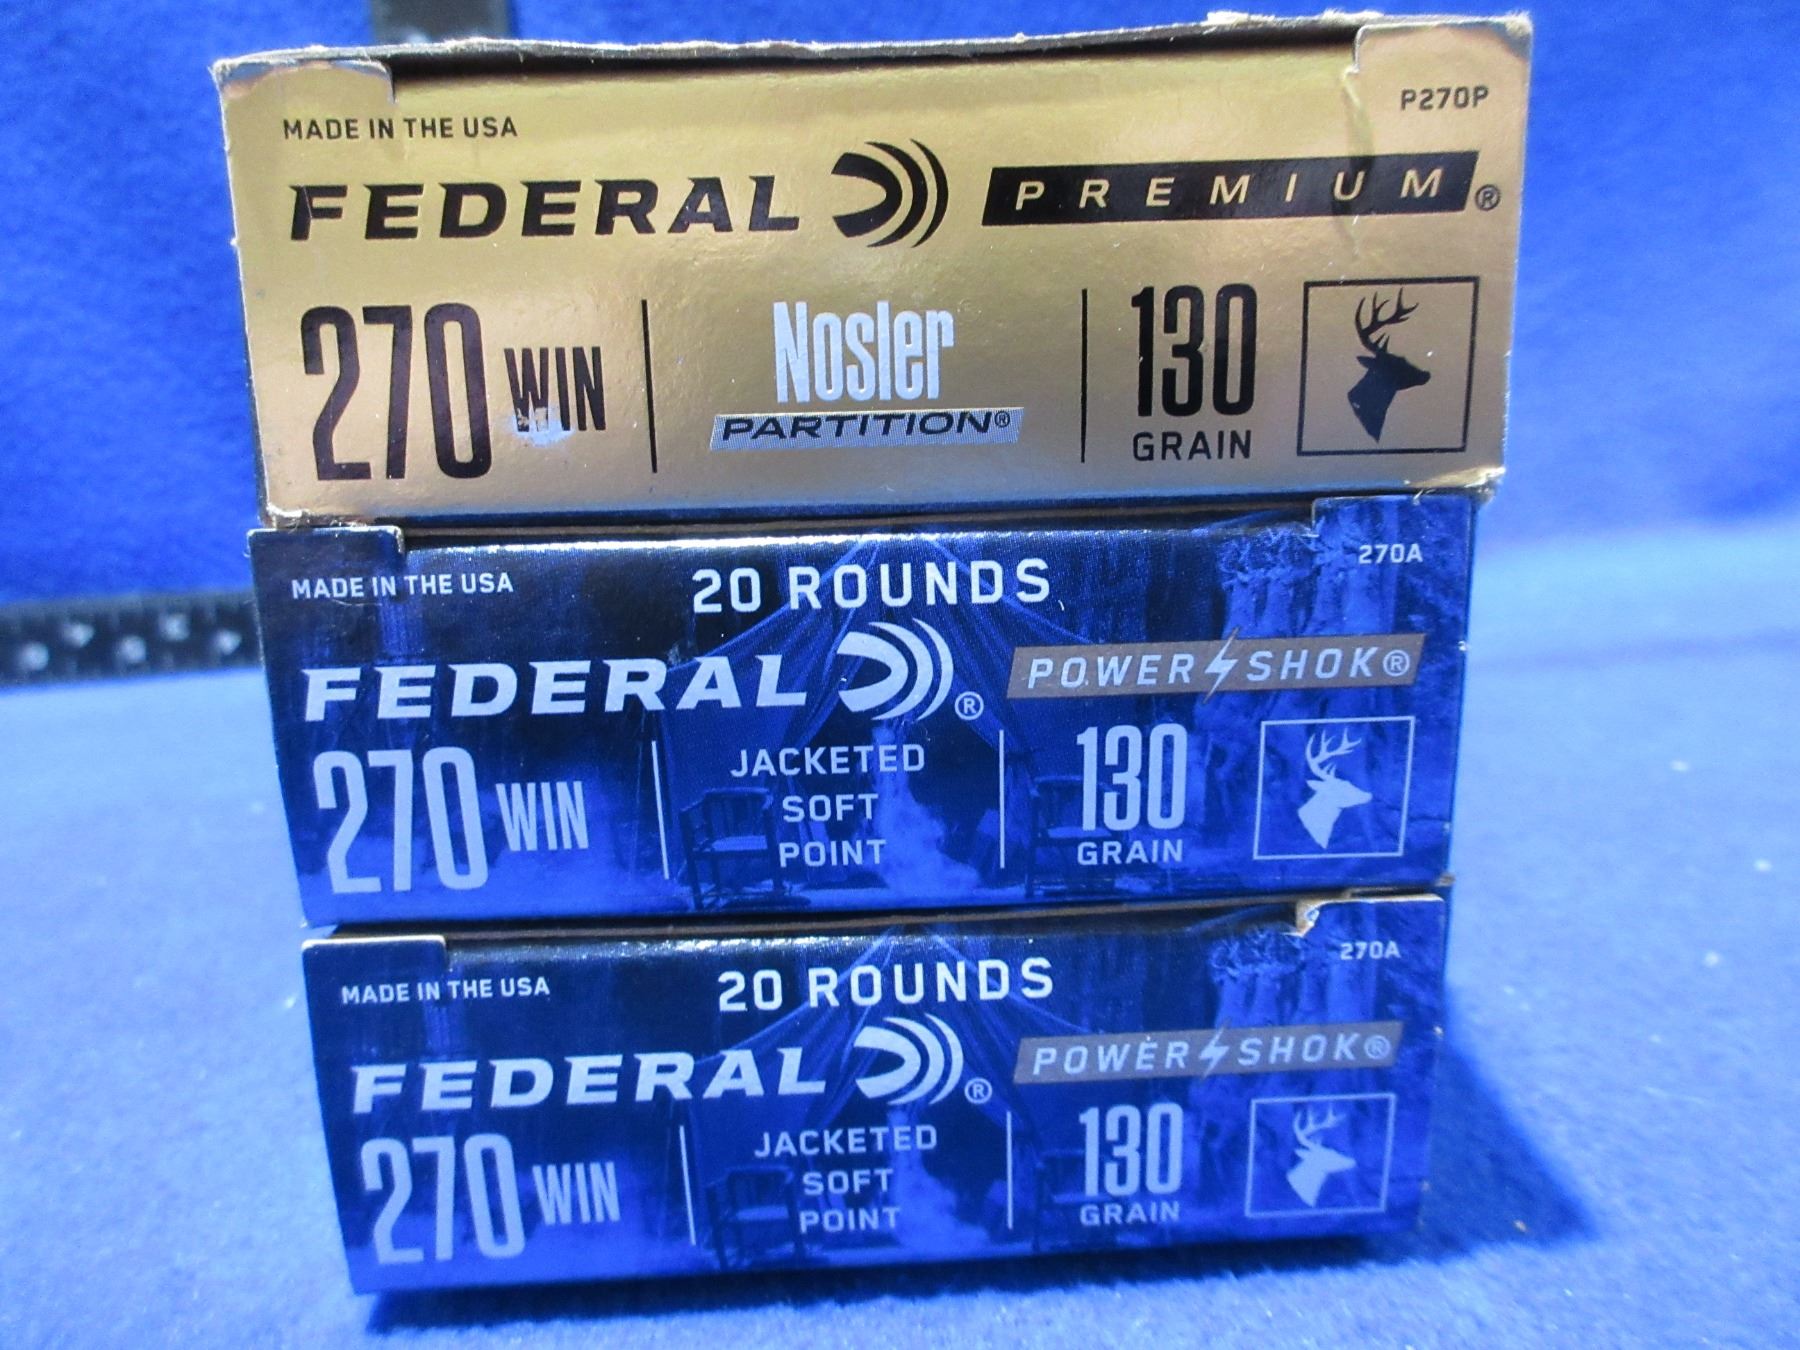 MADE IN THE USA P270P
FEDERAL PREMIUM®
270 WIN Nosler PARTITION® 130 GRAIN
MADE IN THE USA 20 ROUNDS 270A
FEDERAL® POWER SHOK®
270 WIN JACKETED SOFT POINT 130 GRAIN
MADE IN THE USA 20 ROUNDS 270A
FEDERAL® POWER SHOK®
270 WIN JACKETED SOFT POINT 130 GRAIN